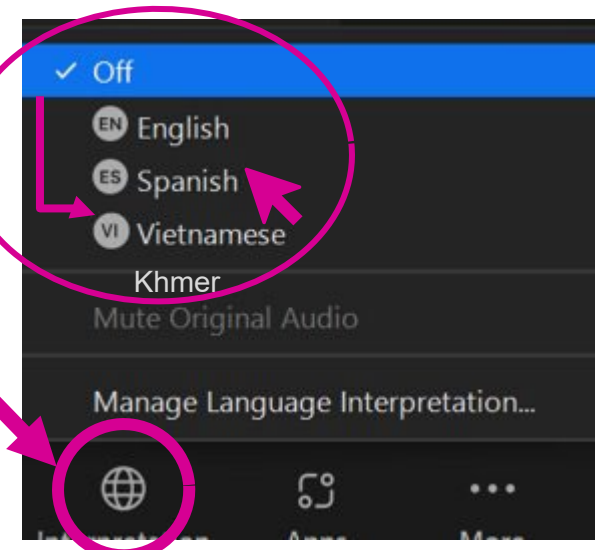 ✓ Off
EN English
ES Spanish
VI Vietnamese
Khmer
Mute Original Audio
Manage Language Interpretation...